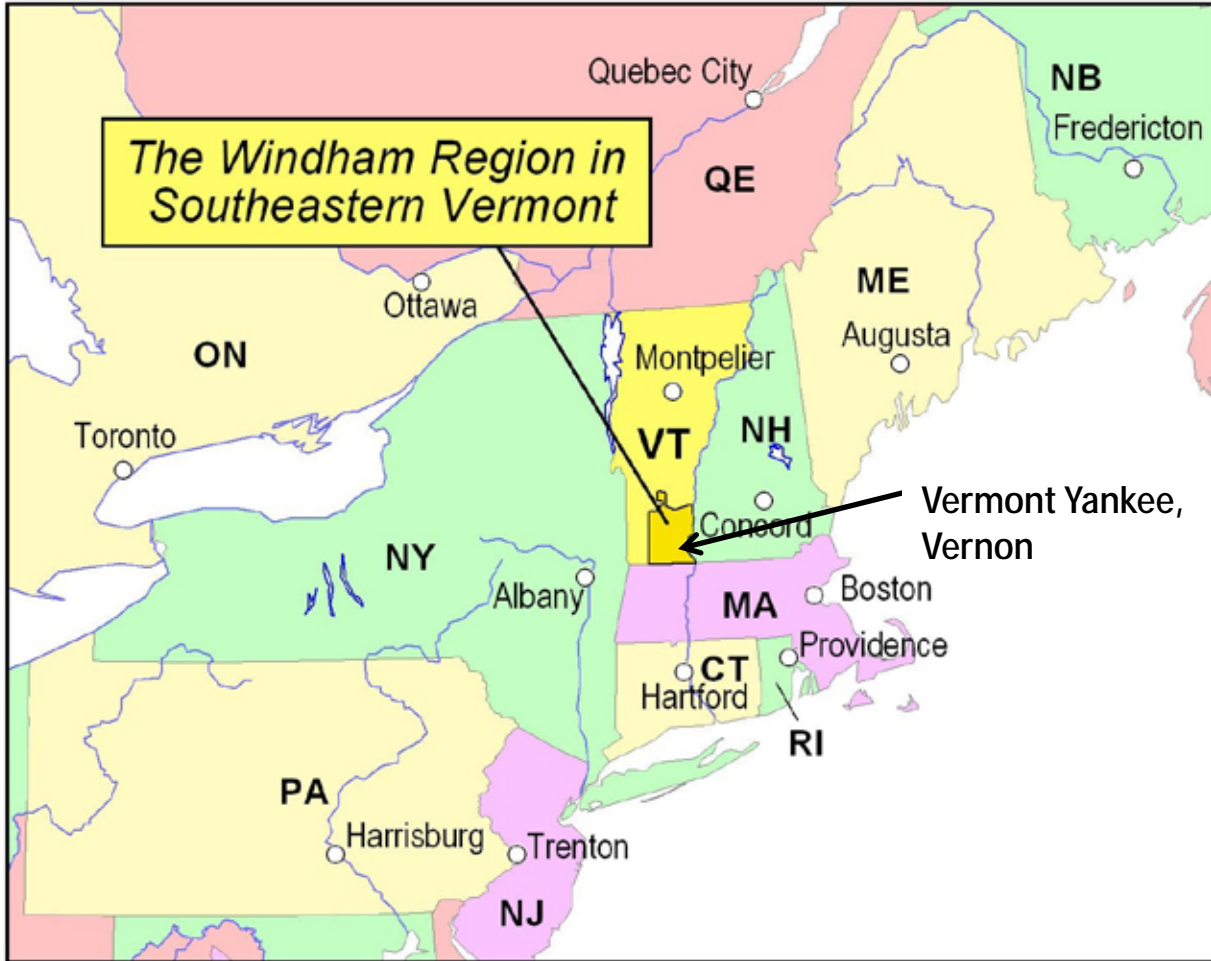 Quebec City
NB
Fredericton
The Windham Region in
Southeastern Vermont
QE
ME
Ottawa
Augusta
ON
Montpelier
Toronto
VT
NH
Concord
Vermont Yankee,
Vernon
NY
Albany
MA
Boston
Providence
CT
Hartford
RI
PA
Harrisburg
Trenton
NJ